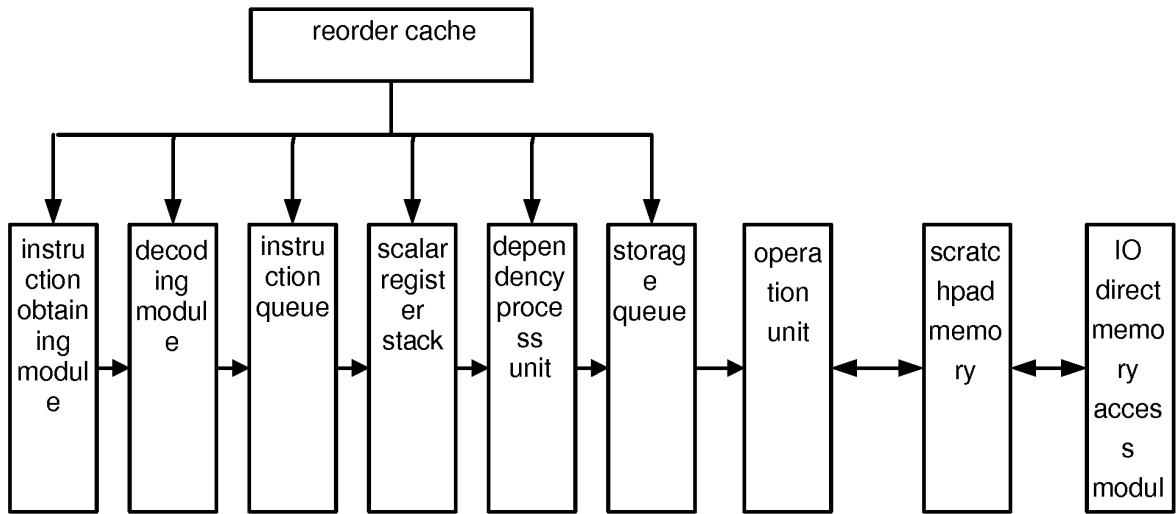 reorder cache
instru
ction
obtain
ing
modul
e
decod
ing
modul
e
instru
ction
queue
scalar
regist
er
stack
depen
dency
proce
ss
unit
storag
e
queue
opera
tion
unit
scratc
hpad
memo
ry
IO
direct
memo
ry
acces
s
modul